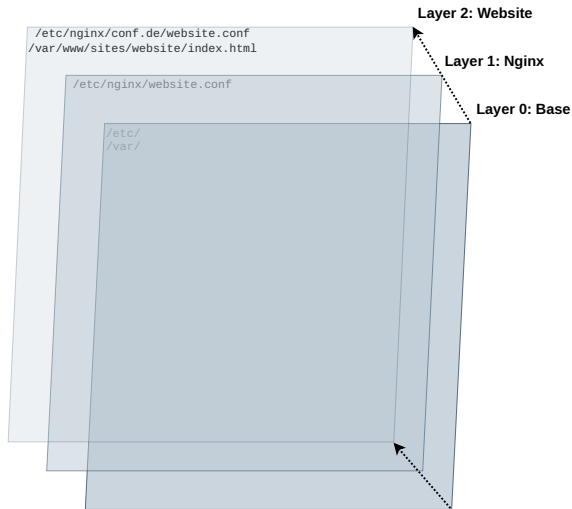 Layer 2: Website
/etc/nginx/conf.de/website.conf
/var/www/sites/website/index.html
Layer 1: Nginx
/etc/nginx/website.conf
Layer 0: Base
/etc/
/var/